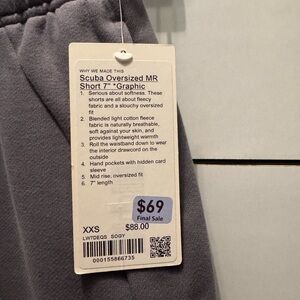 WHY WE MADE THIS
Scuba Oversized MR
Short 7" *Graphic
1. Serious about softness. These
shorts are all about fleecy
fabric and a slouchy oversized
fit
2. Blended light cotton fleece
fabric is naturally breathable,
soft against your skin, and
provides lightweight warmth
3. Roll the waistband down to wear
the interior drawcord on the
outside
4. Hand pockets with hidden card
sleeve
5. Mid rise, oversized fit
6. 7" length
$69
Final Sale
XXS
$88.00
LW7DEQS SOGY
000155866735